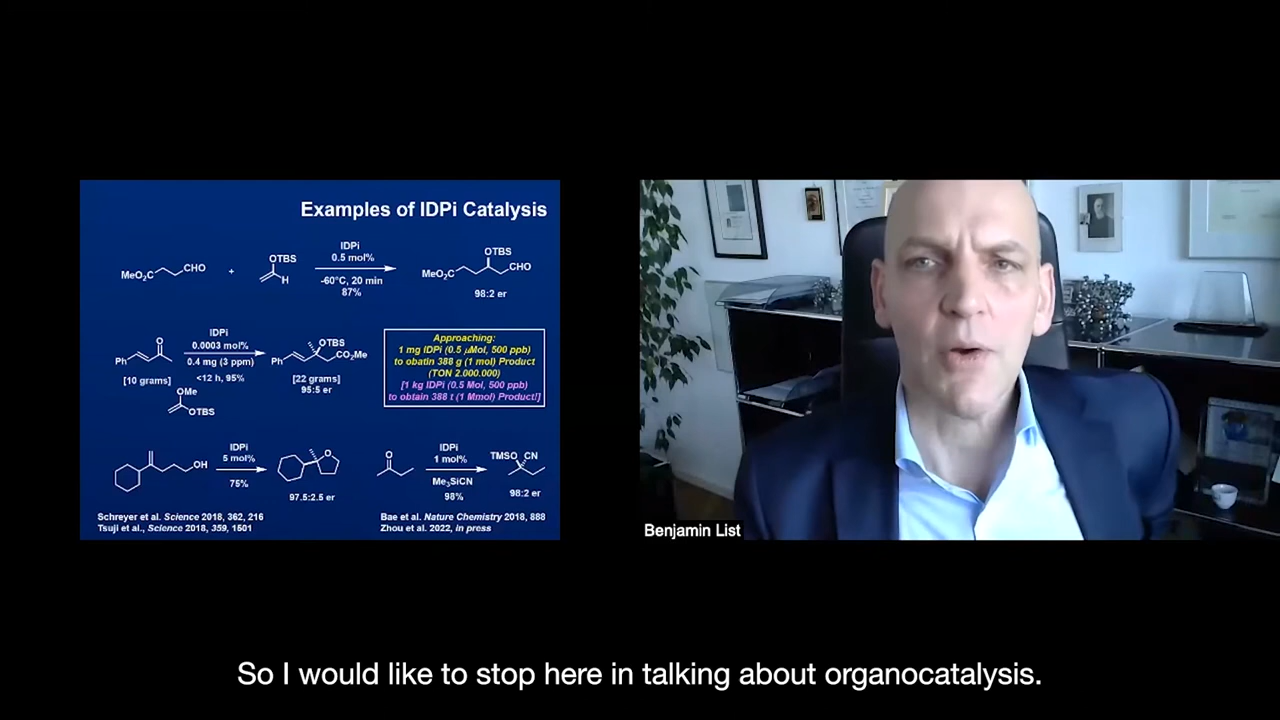 Examples of IDPi Catalysis
MeO₂C
CHO
+
OTBS
H
IDPi
0.5 mol%
-60°C, 20 min
87%
OTBS
MeO₂C
CHO
98:2 er
Ph
O
[10 grams]
IDPi
0.0003 mol%
0.4 mg (3 ppm)
<12 h, 95%
OMe
OTBS
Ph
OTBS
CO₂Me
[22 grams]
95:5 er
Approaching:
1 mg IDPi (0.5 μMol, 500 ppb)
to obatin 388 g (1 mol) Product
(TON 2.000.000)
[1 kg IDPi (0.5 Mol, 500 ppb)
to obtain 388 t (1 Mmol) Product!]
OH
IDPi
5 mol%
75%
O
97.5:2.5 er
O
IDPi
1 mol%
Me₃SiCN
98%
TMSO CN
98:2 er
Schreyer et al. Science 2018, 362, 216
Tsuji et al., Science 2018, 359, 1501
Bae et al. Nature Chemistry 2018, 888
Zhou et al. 2022, in press
Benjamin List
So I would like to stop here in talking about organocatalysis.